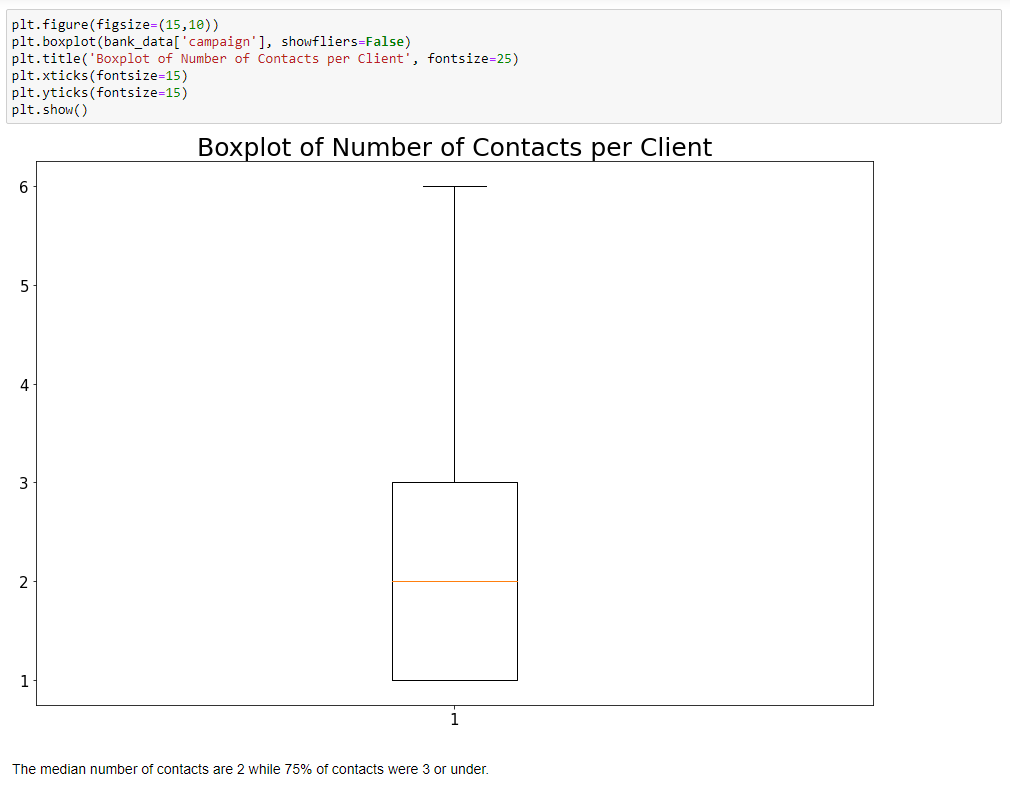 plt.figure(figsize=(15,10))
plt.boxplot(bank_data['campaign'], showfliers=False)
plt.title('Boxplot of Number of Contacts per Client', fontsize=25)
plt.xticks(fontsize=15)
plt.yticks(fontsize=15)
plt.show()
Boxplot of Number of Contacts per Client
6
5
4
3
2
1
1
The median number of contacts are 2 while 75% of contacts were 3 or under.